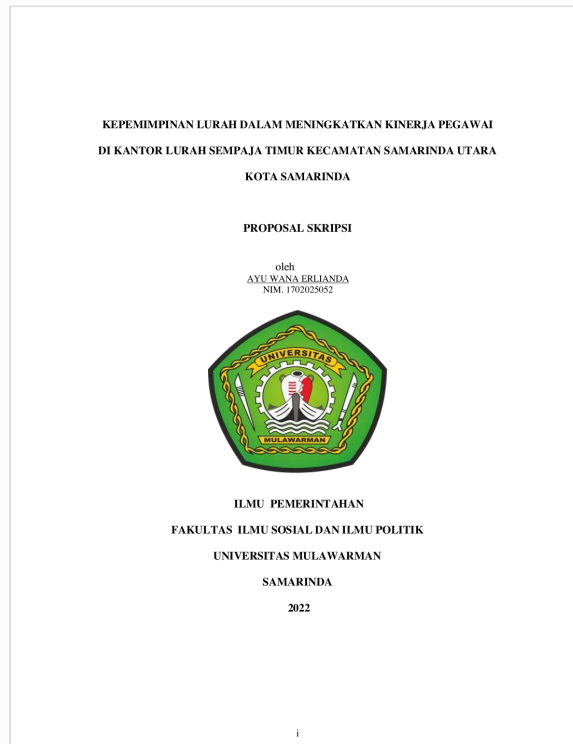 KEPEMIMPINAN LURAH DALAM MENINGKATKAN KINERJA PEGAWAI
DI KANTOR LURAH SEMPAJA TIMUR KECAMATAN SAMARINDA UTARA
KOTA SAMARINDA
PROPOSAL SKRIPSI
oleh
AYU WANA ERLIANDA
NIM. 1702025052
UNIVERSITAS
MULAWARMAN
ILMU PEMERINTAHAN
FAKULTAS ILMU SOSIAL DAN ILMU POLITIK
UNIVERSITAS MULAWARMAN
SAMARINDA
2022
i